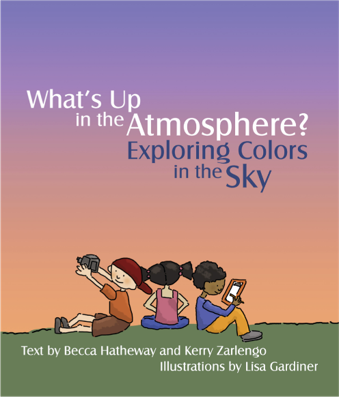 What's Up
in the Atmosphere?
Exploring Colors
in the Sky
Text by Becca Hatheway and Kerry Zarlengo
Illustrations by Lisa Gardiner